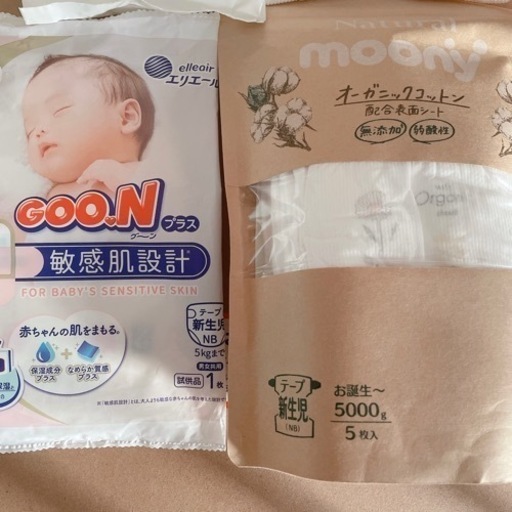 elleair
エリエール
GOO.N
プラス
グ〜ン
敏感肌設計
FOR BABY'S SENSITIVE SKIN
赤ちゃんの肌をまもる。
保湿成分
プラス
なめらか質感
プラス
テープ
新生児
NB
5kgまで
男女共用
試供品
1枚
Natural
moony
オーガニックコットン
配合表面シート
無添加
弱酸性
Organic
テープ
新生児
(NB)
お誕生〜
5000g
5枚入